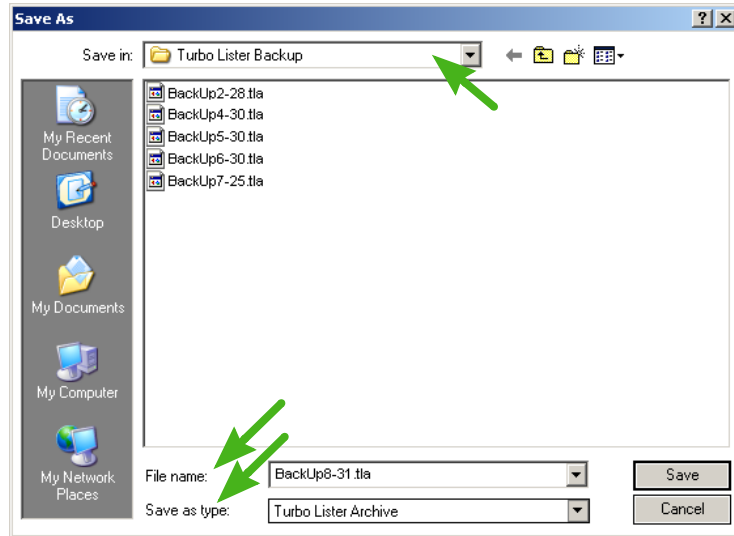 Save As
Save in: Turbo Lister Backup
BackUp2-28.tla
BackUp4-30.tla
BackUp5-30.tla
BackUp6-30.tla
BackUp7-25.tla
My Recent
Documents
Desktop
My Documents
My Computer
My Network
Places
File name: BackUp8-31.tla Save
Save as type: Turbo Lister Archive Cancel